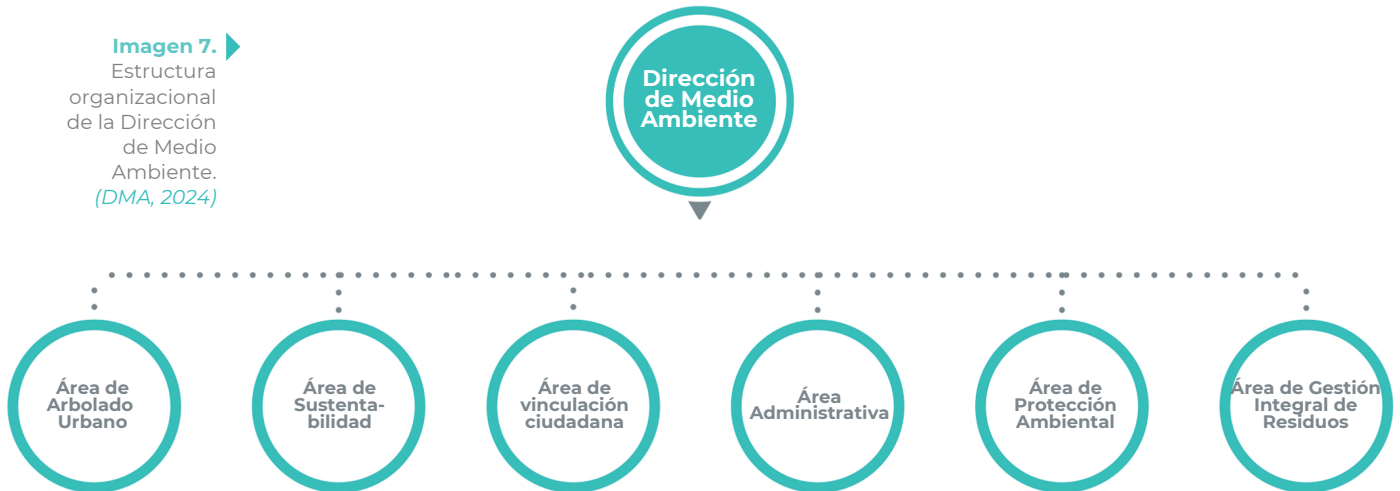 Imagen 7.
Estructura
organizacional
de la Dirección
de Medio
Ambiente.
(DMA, 2024)
Dirección
de Medio
Ambiente
Área de
Arbolado
Urbano
Área de
Sustenta-
bilidad
Área de
vinculación
ciudadana
Área
Administrativa
Área de
Protección
Ambiental
Área de Gestión
Integral de
Residuos